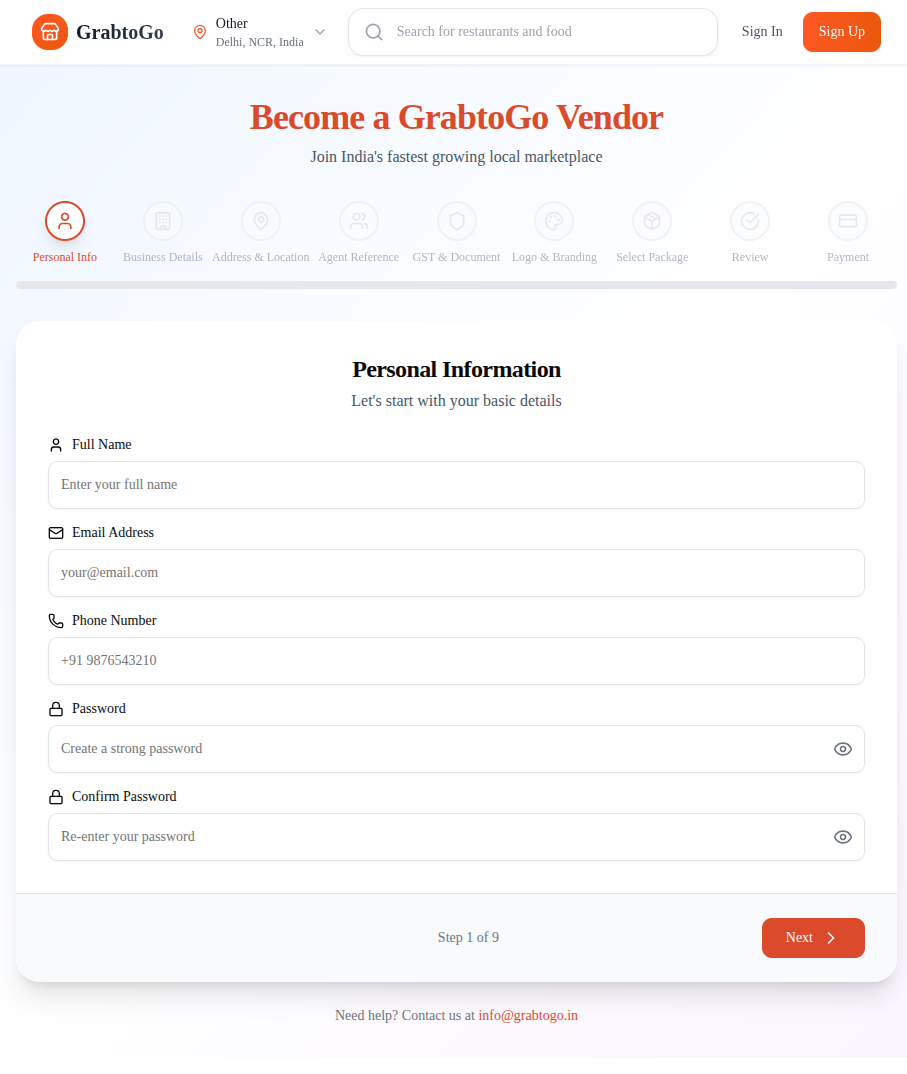 GrabtoGo
Other
Delhi, NCR, India
Search for restaurants and food
Sign In
Sign Up
Become a GrabtoGo Vendor
Join India's fastest growing local marketplace
Personal Info
Business Details
Address & Location
Agent Reference
GST & Document
Logo & Branding
Select Package
Review
Payment
Personal Information
Let's start with your basic details
Full Name
Enter your full name
Email Address
your@email.com
Phone Number
+91 9876543210
Password
Create a strong password
Confirm Password
Re-enter your password
Step 1 of 9
Next
Need help? Contact us at info@grabtogo.in